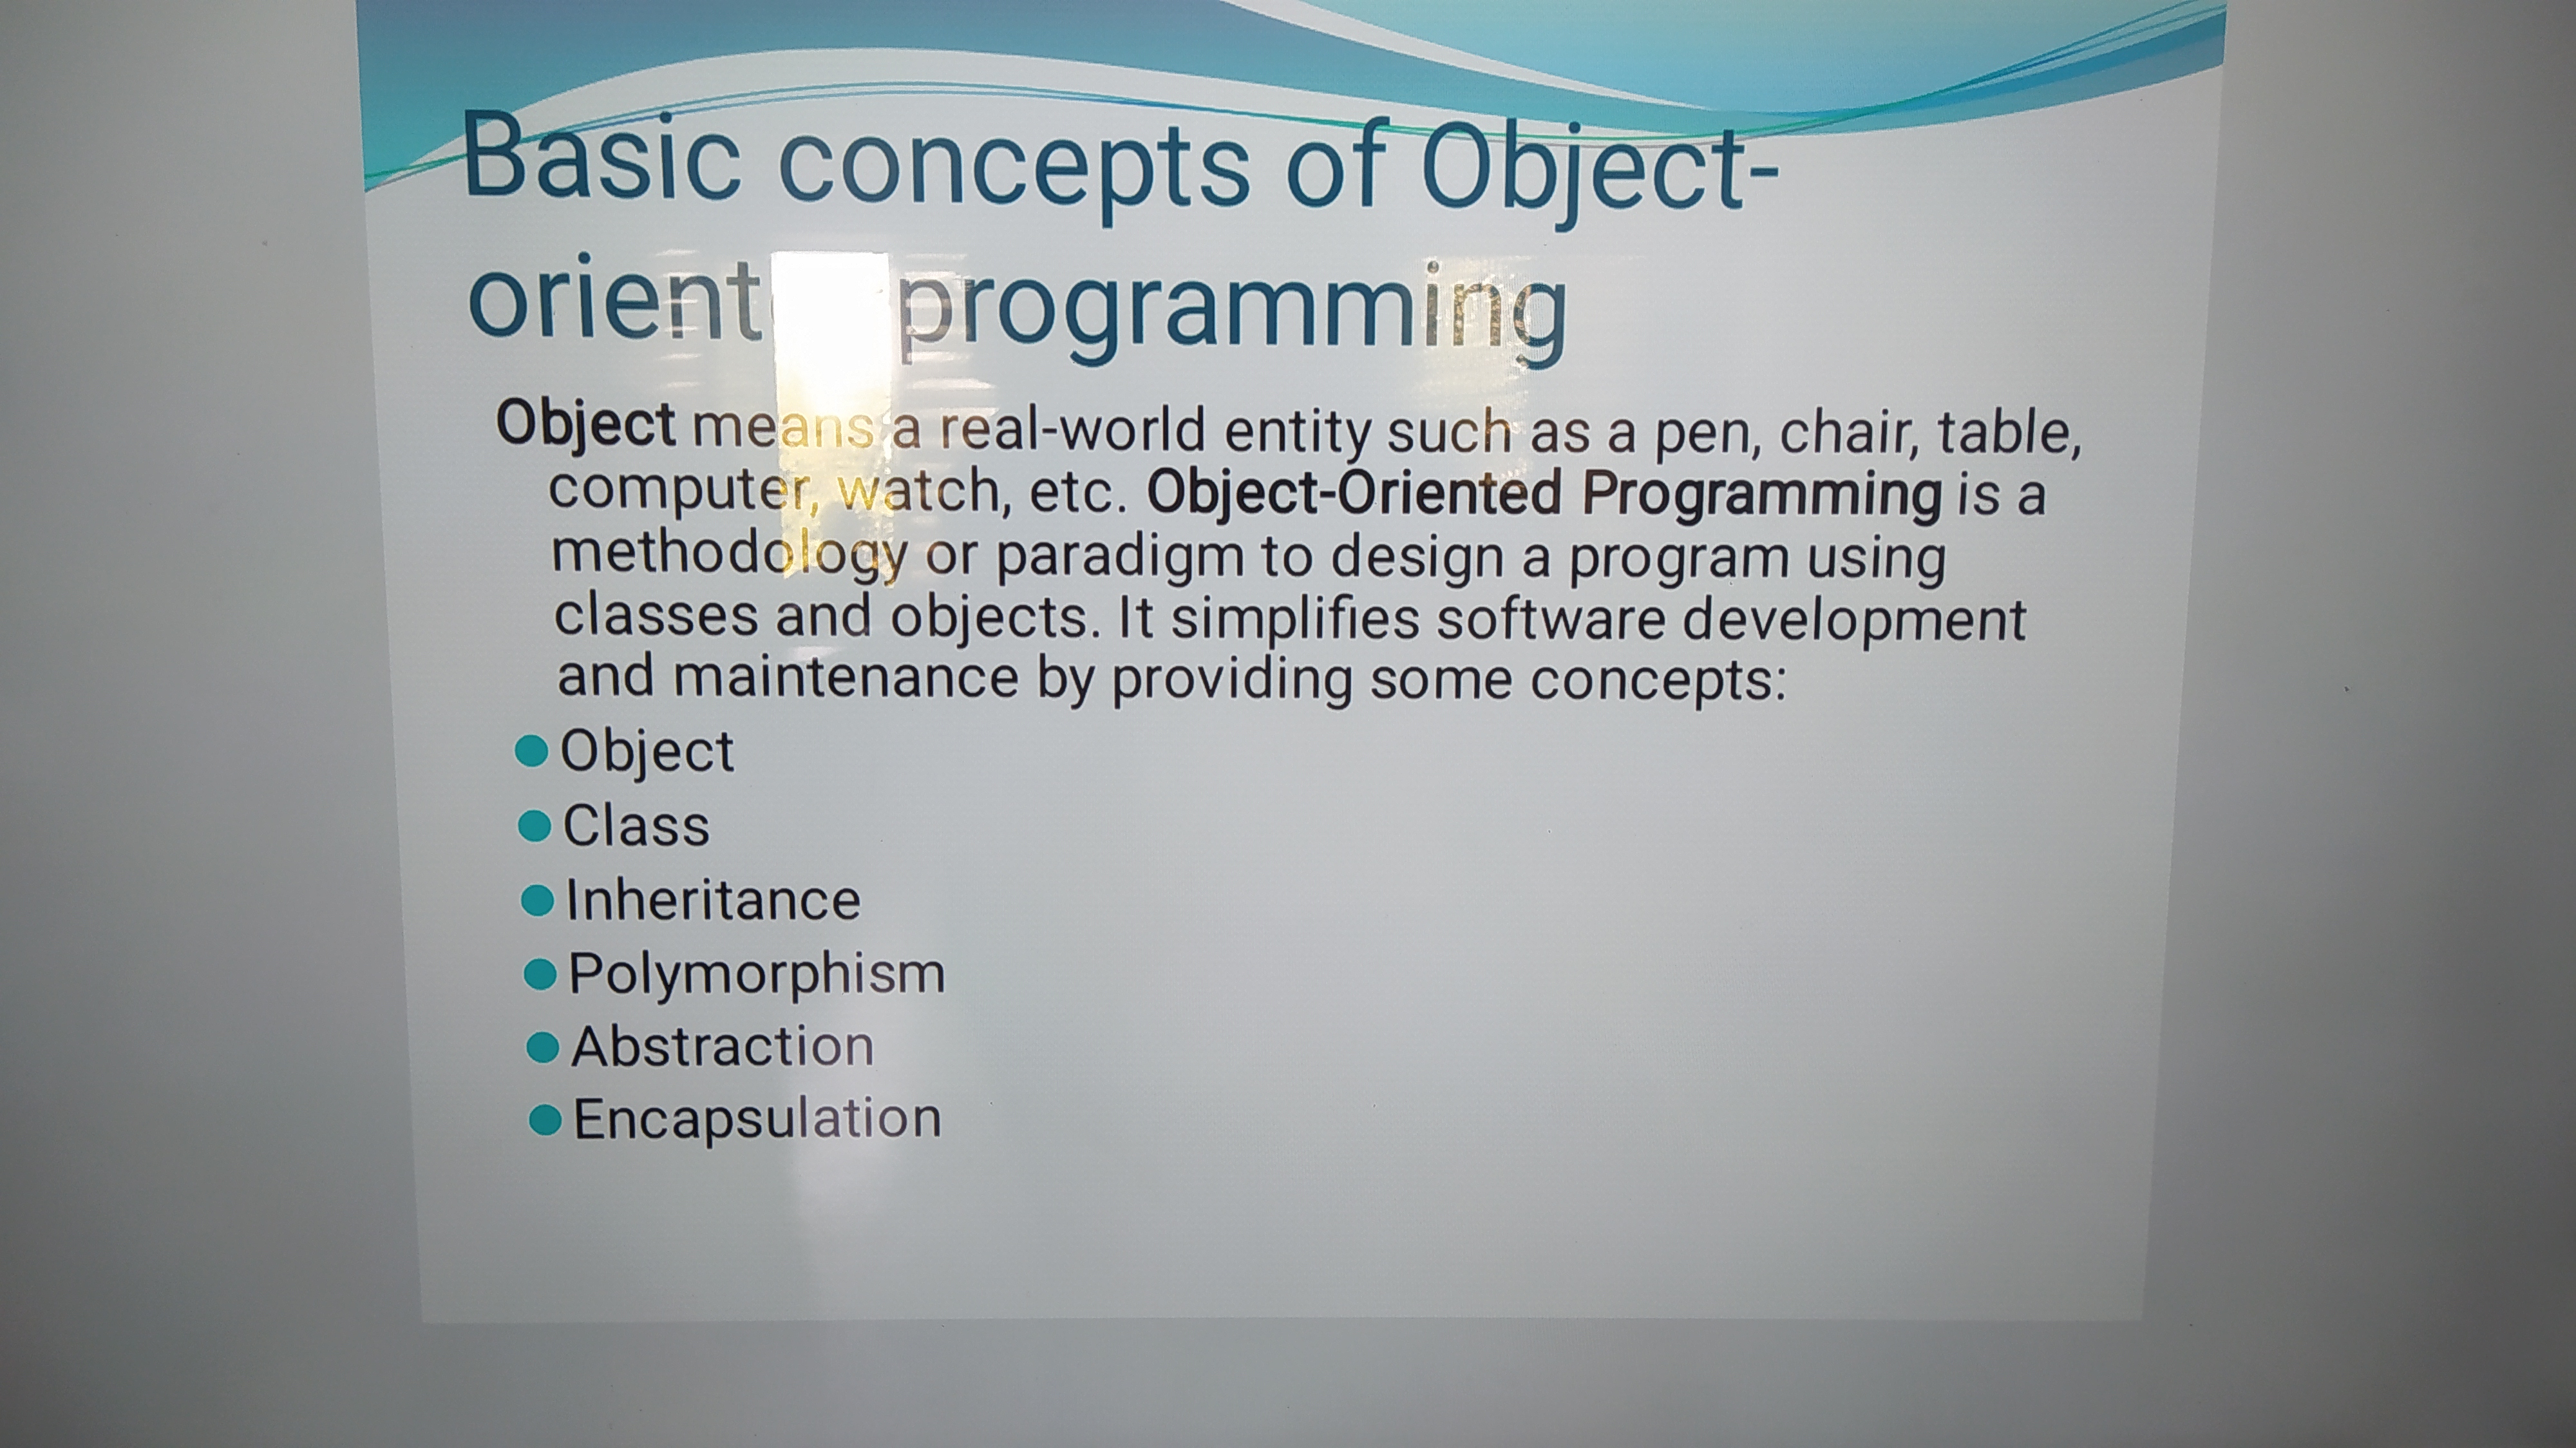 Basic concepts of Object-
orient programming
Object means a real-world entity such as a pen, chair, table,
computer, watch, etc. Object-Oriented Programming is a
methodology or paradigm to design a program using
classes and objects. It simplifies software development
and maintenance by providing some concepts:
Object
Class
Inheritance
Polymorphism
Abstraction
Encapsulation